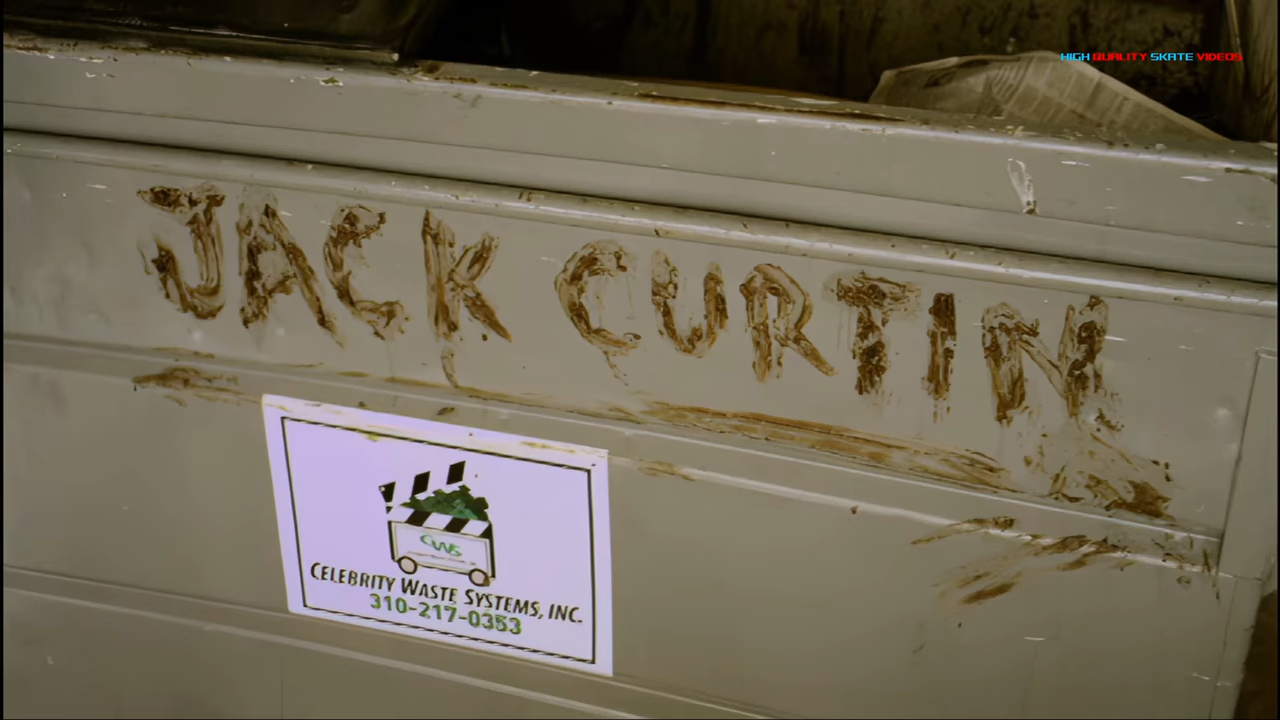 HIGH QUALITY SKATE VIDEOS
JACK CURTIN
CWS
CELEBRITY WASTE SYSTEMS, INC.
310-217-0353